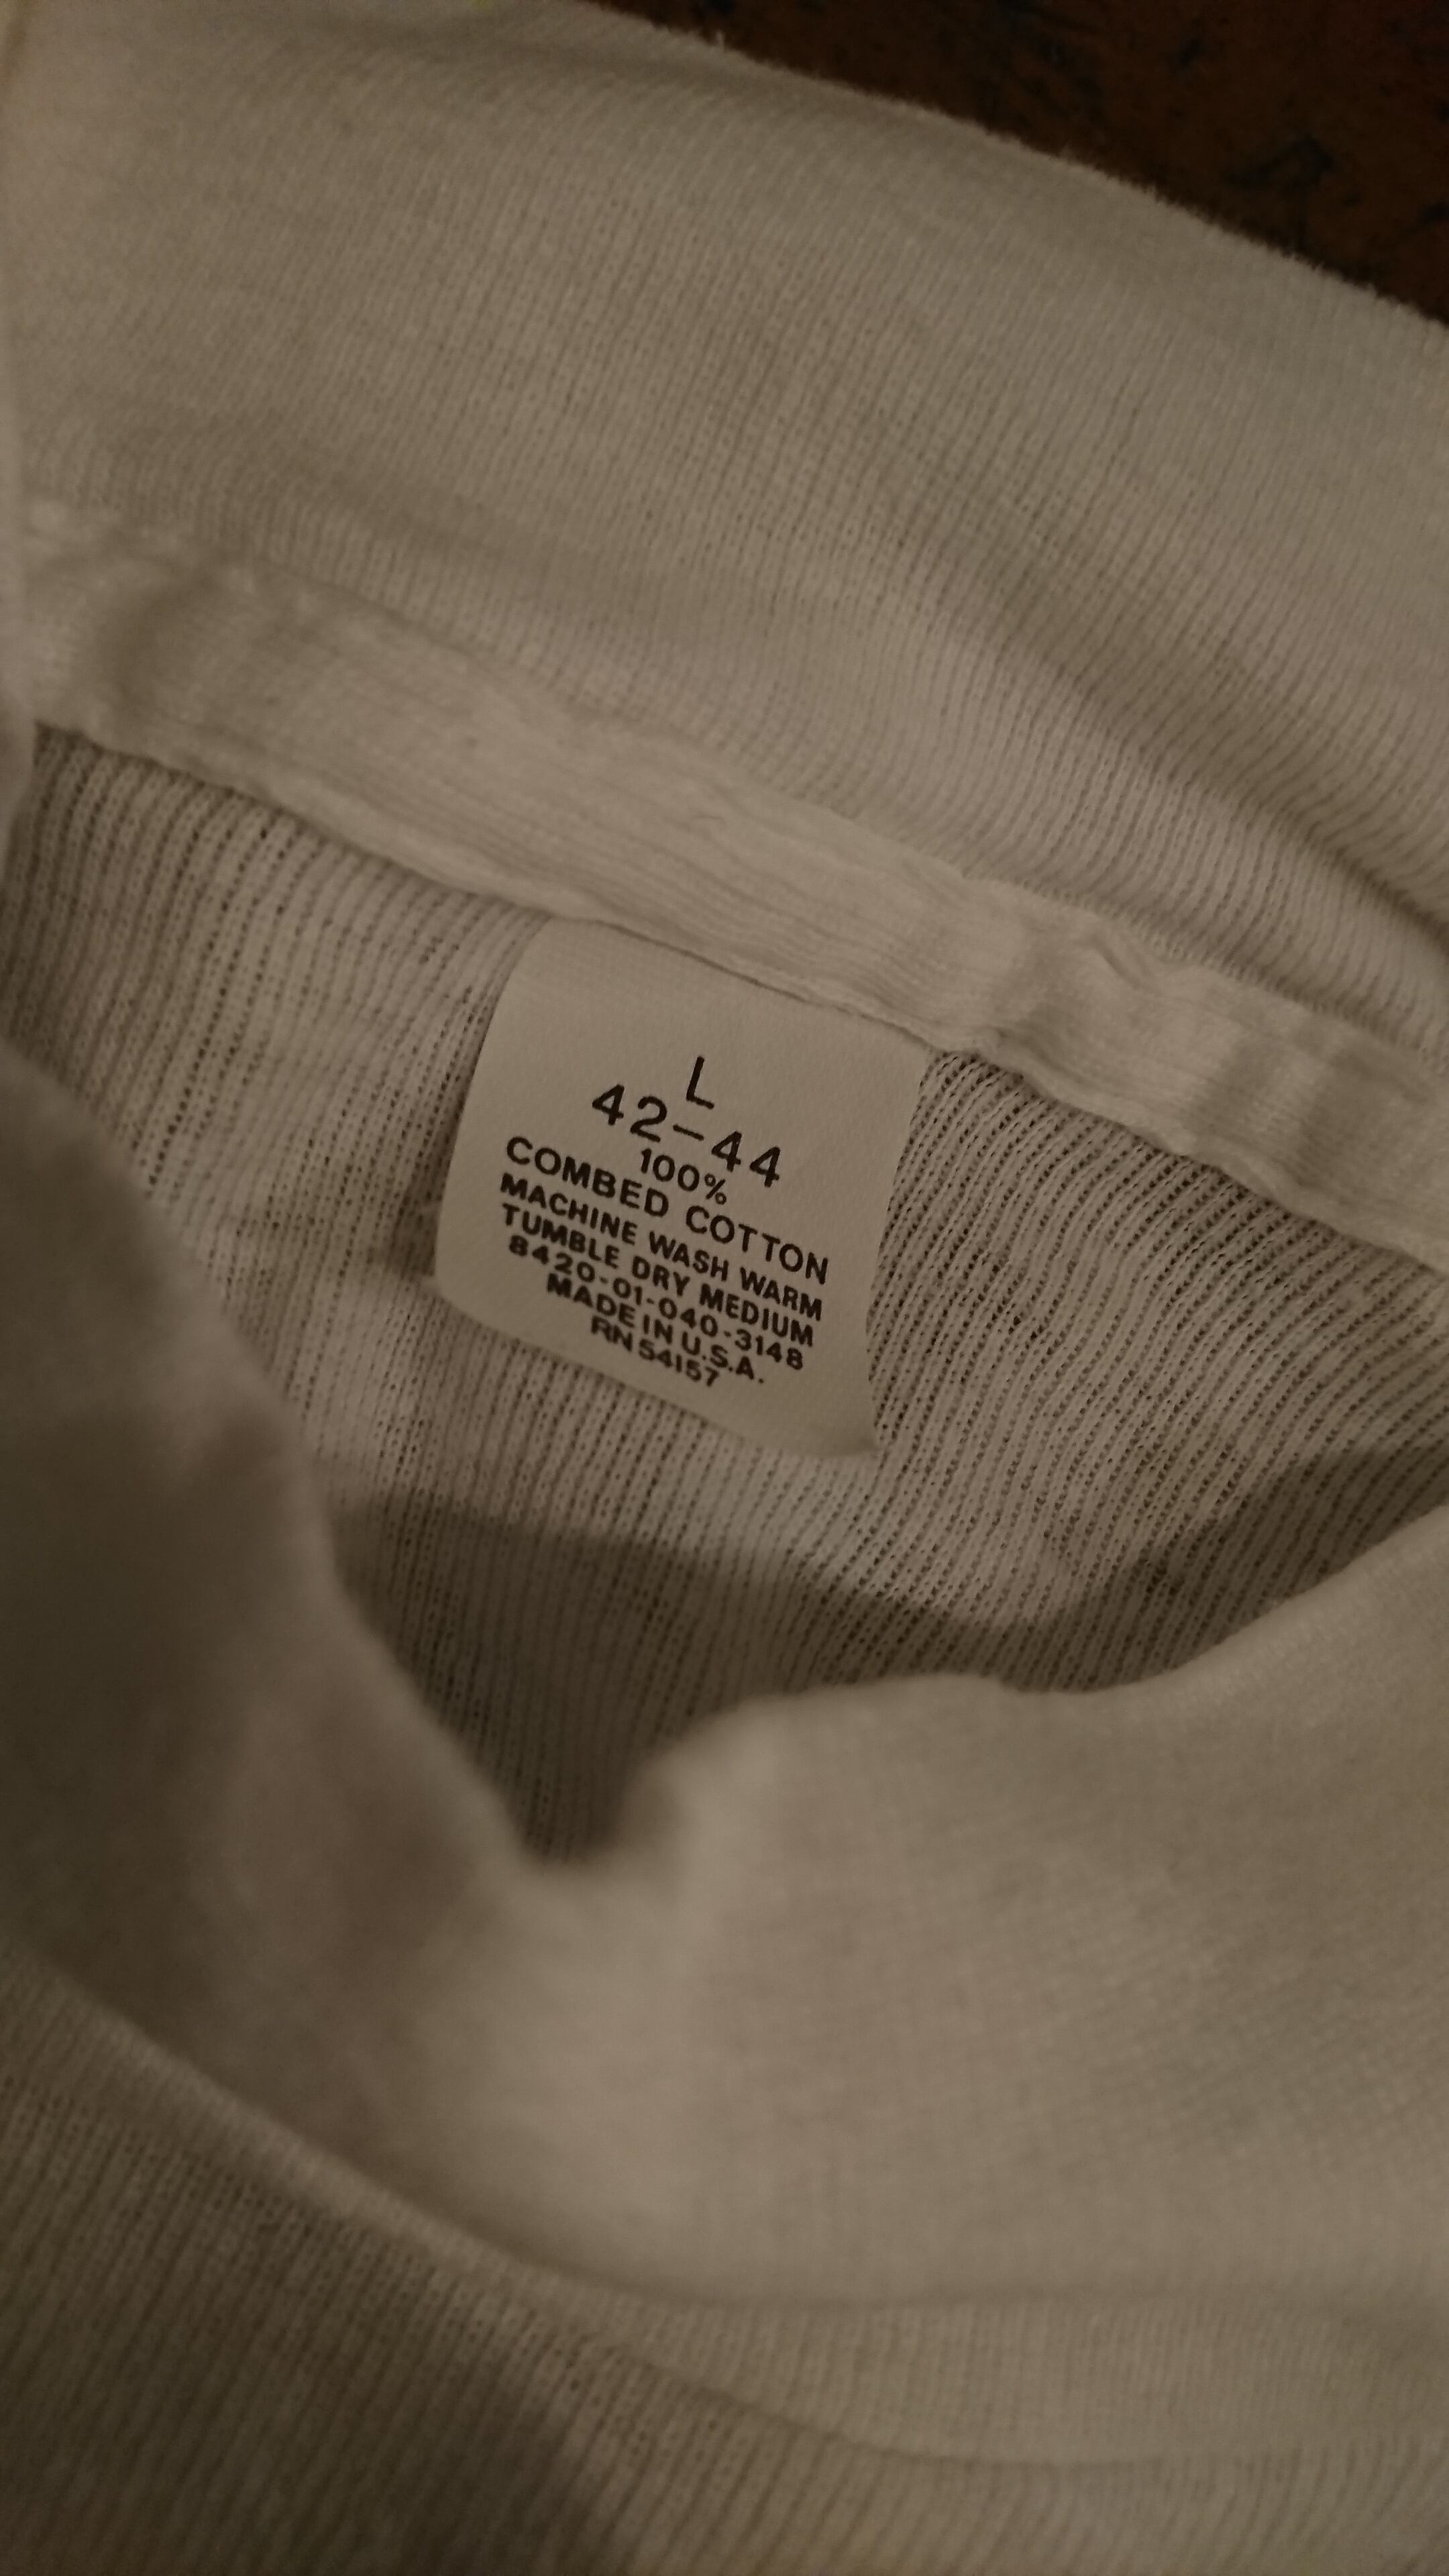 L
42-44
100%
COMBED COTTON
MACHINE WASH WARM
TUMBLE DRY MEDIUM
8420-01-040-3148
MADE IN U.S.A.
RN 54157